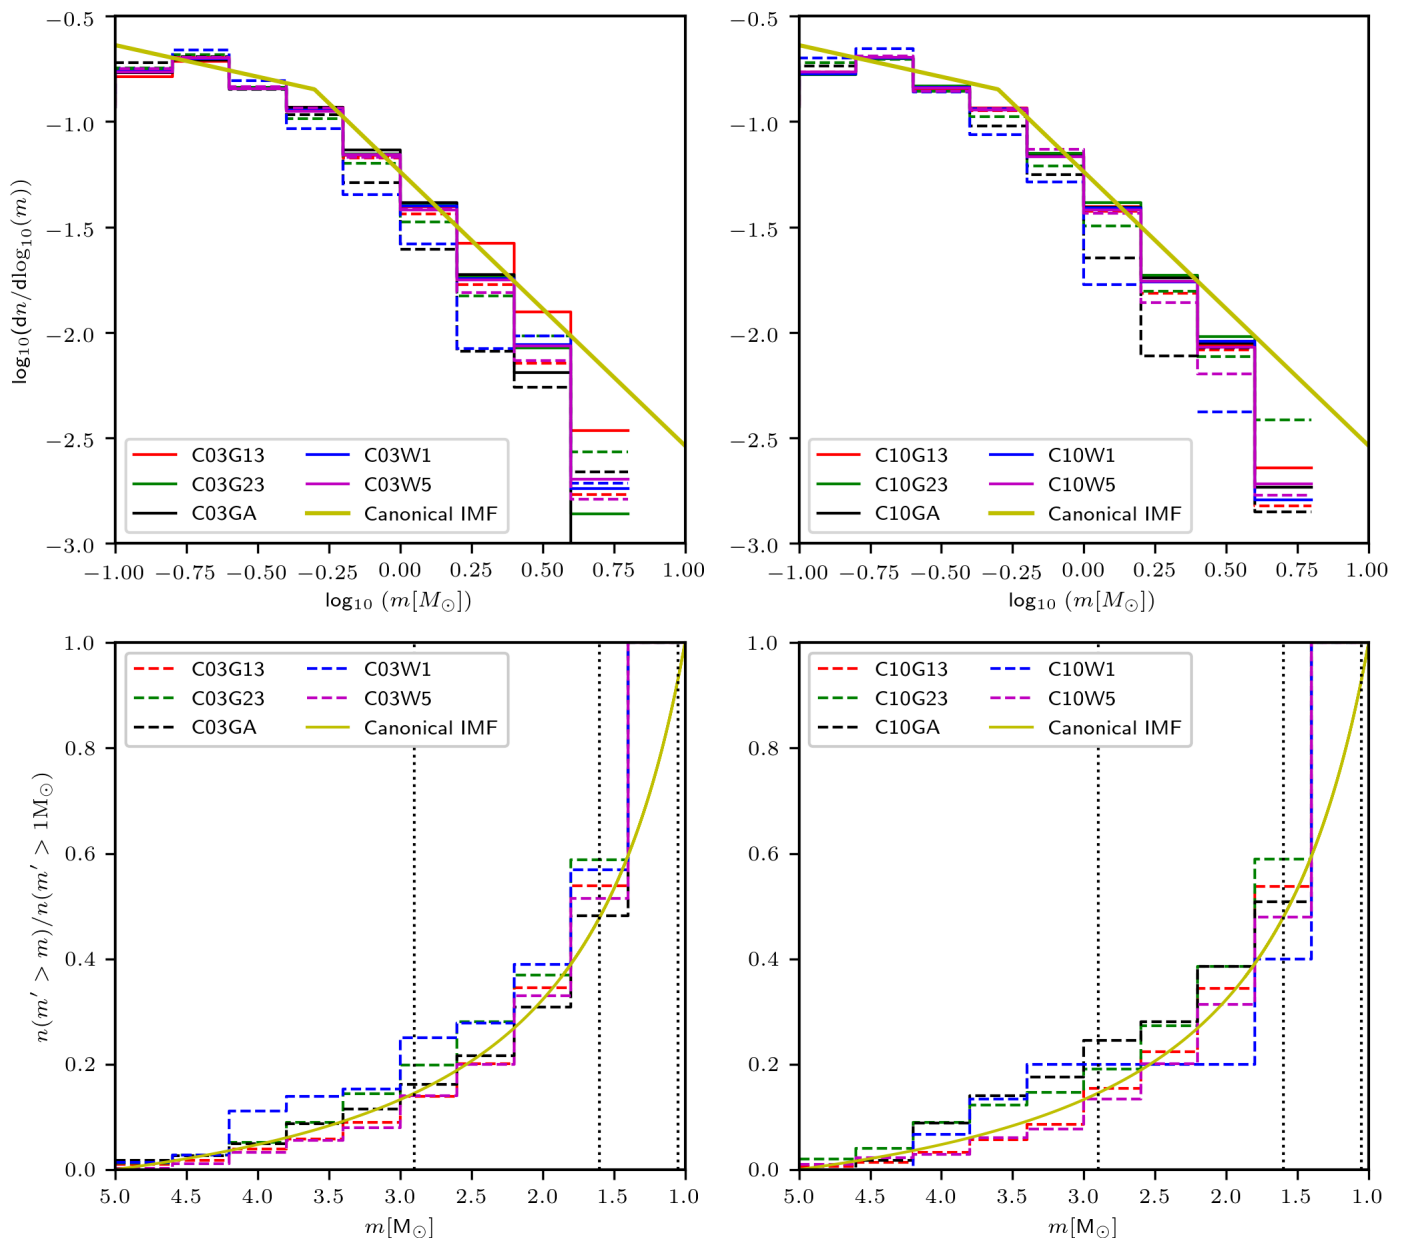 −0.5
−1.0
−1.5
−2.0
−2.5
−3.0
log10(dn/dlog10(m))
C03G13
C03G23
C03GA
C03W1
C03W5
Canonical IMF
−1.00 −0.75 −0.50 −0.25 0.00 0.25 0.50 0.75 1.00
log10 (m[M⊙])
−0.5
−1.0
−1.5
−2.0
−2.5
−3.0
C10G13
C10G23
C10GA
C10W1
C10W5
Canonical IMF
−1.00 −0.75 −0.50 −0.25 0.00 0.25 0.50 0.75 1.00
log10 (m[M⊙])
1.0
0.8
0.6
0.4
0.2
0.0
n(m′ > m)/n(m′ > 1M⊙)
C03G13
C03G23
C03GA
C03W1
C03W5
Canonical IMF
5.0 4.5 4.0 3.5 3.0 2.5 2.0 1.5 1.0
m[M⊙]
1.0
0.8
0.6
0.4
0.2
0.0
C10G13
C10G23
C10GA
C10W1
C10W5
Canonical IMF
5.0 4.5 4.0 3.5 3.0 2.5 2.0 1.5 1.0
m[M⊙]